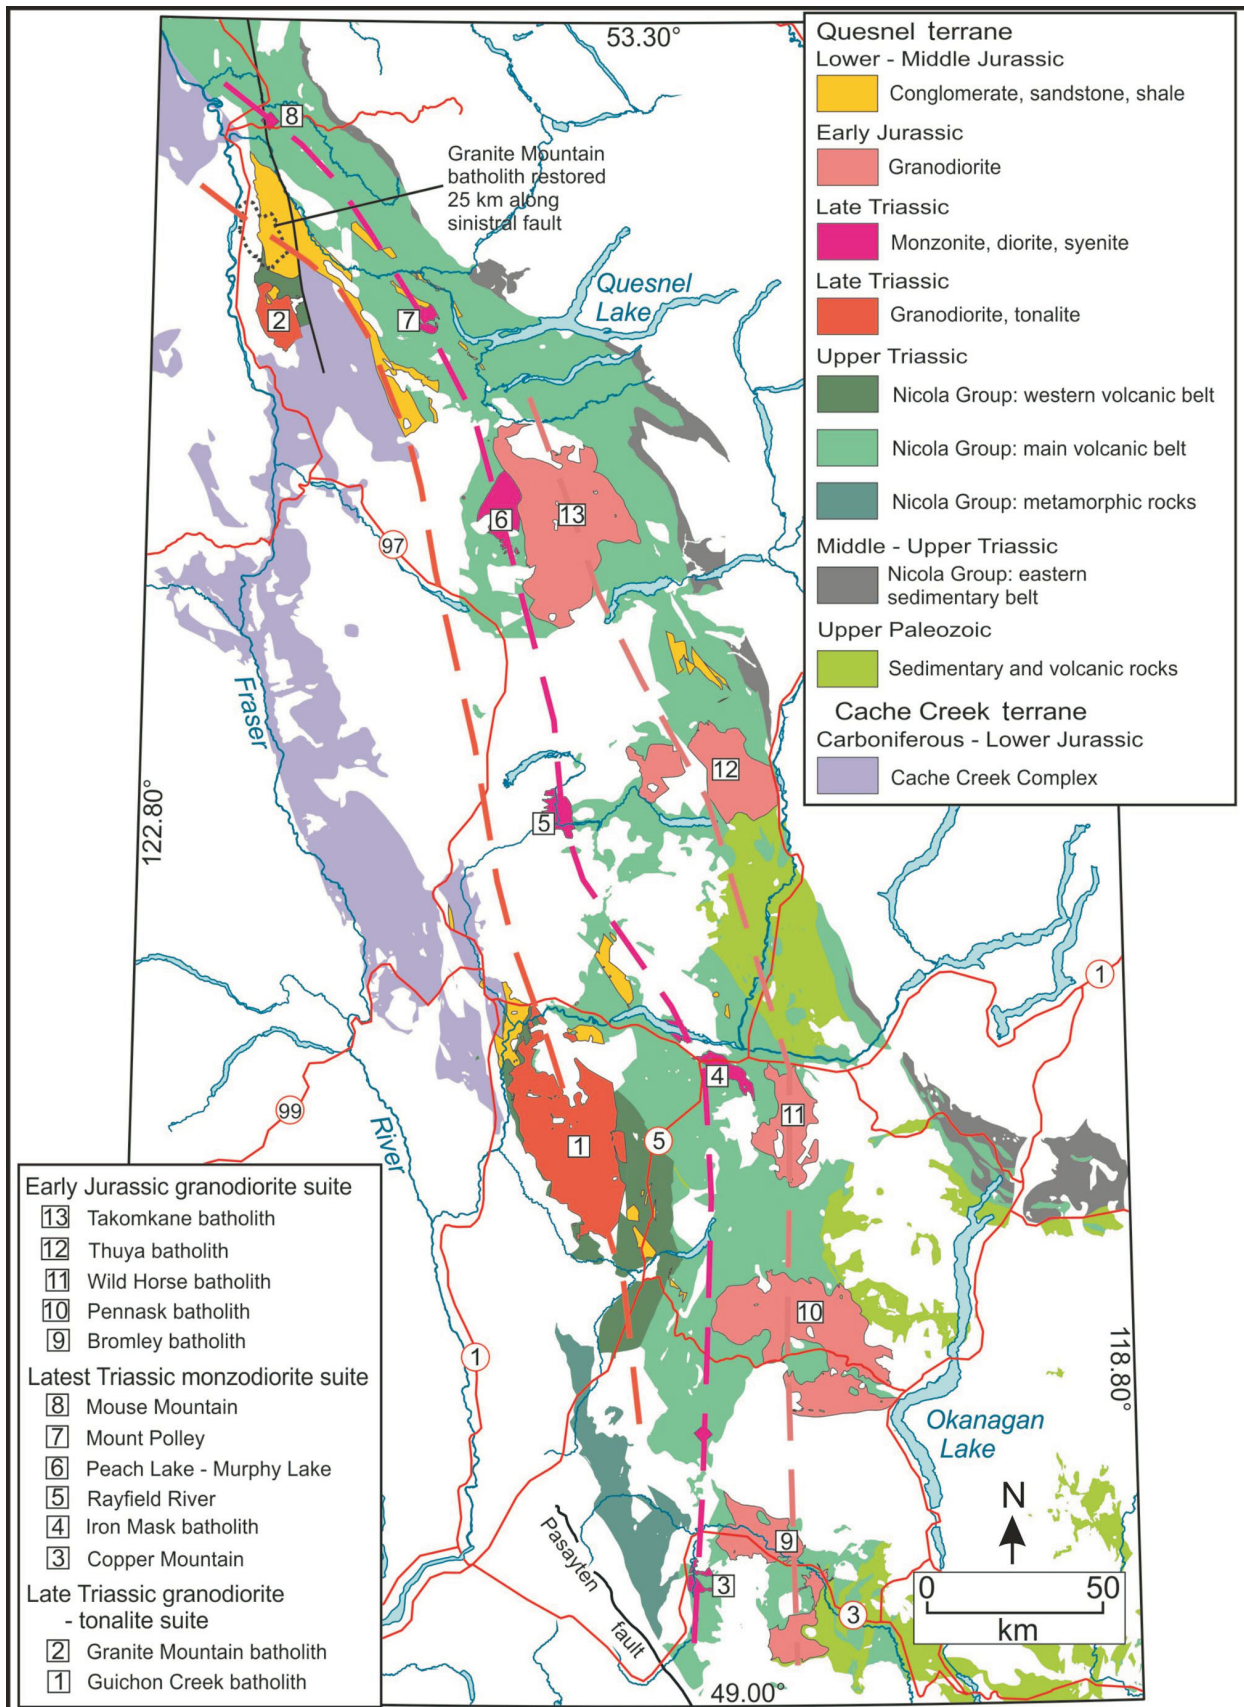 53.30°
Quesnel terrane
Lower - Middle Jurassic
Conglomerate, sandstone, shale
Early Jurassic
Granodiorite
Late Triassic
Monzonite, diorite, syenite
Late Triassic
Granodiorite, tonalite
Upper Triassic
Nicola Group: western volcanic belt
Nicola Group: main volcanic belt
Nicola Group: metamorphic rocks
Middle - Upper Triassic
Nicola Group: eastern
sedimentary belt
Upper Paleozoic
Sedimentary and volcanic rocks
Cache Creek terrane
Carboniferous - Lower Jurassic
Cache Creek Complex
8
Granite Mountain
batholith restored
25 km along
sinistral fault
Quesnel
Lake
2
7
6
13
97
Fraser
12
122.80°
5
1
4
99
11
River
1
5
10
1
118.80°
Okanagan
Lake
N
Pasayten
fault
9
3
3
0 50
km
49.00°
Early Jurassic granodiorite suite
13 Takomkane batholith
12 Thuya batholith
11 Wild Horse batholith
10 Pennask batholith
9 Bromley batholith
Latest Triassic monzodiorite suite
8 Mouse Mountain
7 Mount Polley
6 Peach Lake - Murphy Lake
5 Rayfield River
4 Iron Mask batholith
3 Copper Mountain
Late Triassic granodiorite
- tonalite suite
2 Granite Mountain batholith
1 Guichon Creek batholith